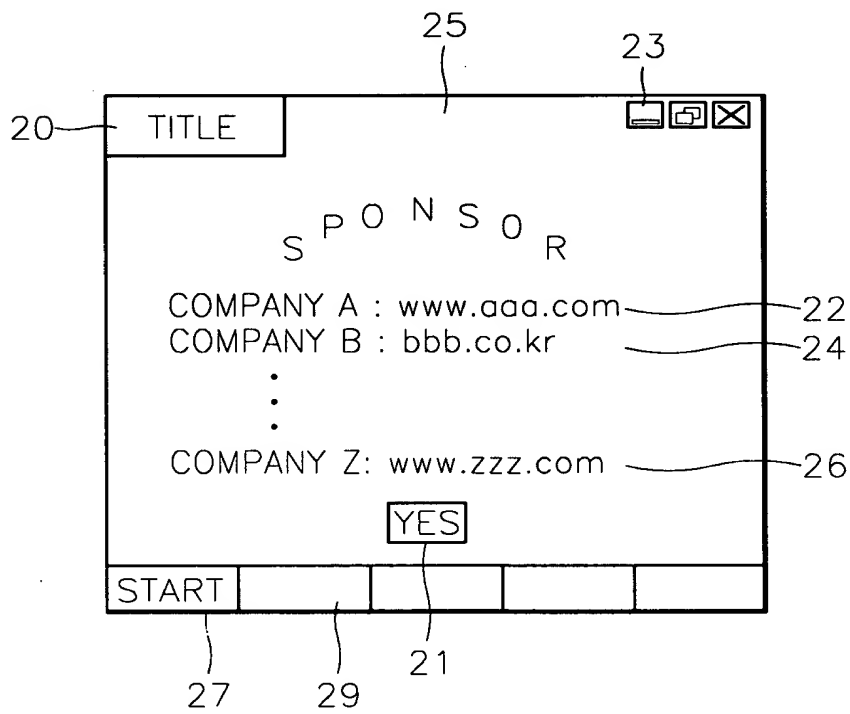 25
23
20 TITLE
SPONSOR
COMPANY A : www.aaa.com 22
COMPANY B : bbb.co.kr 24
COMPANY Z: www.zzz.com 26
YES
START
21
27 29